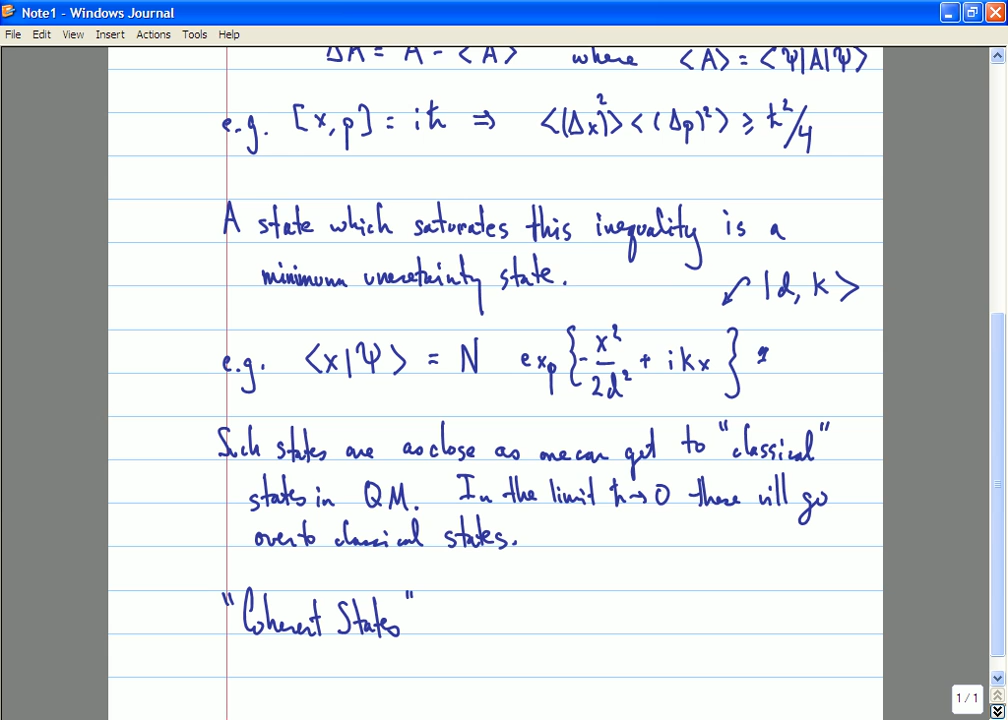 Note1 - Windows Journal
File Edit View Insert Actions Tools Help
ΔA = A - <A> where <A> = <Ψ|A|Ψ>
e.g. [x, p] = iħ ⇒ <(Δx)²> <(Δp)²> ≥ ħ²/4
A state which saturates this inequality is a
minimum uncertainty state.
↙ |d, k>
e.g. <x|Ψ> = N exp{-x²/2d² + ikx}
Such states are as close as one can get to "classical"
states in QM. In the limit ħ→0 these will go
over to classical states.
"Coherent States"
1 / 1